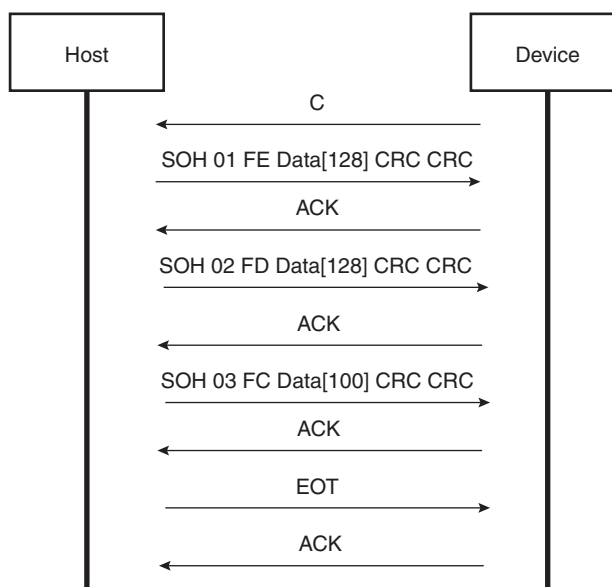 Host
Device
C
SOH 01 FE Data[128] CRC CRC
ACK
SOH 02 FD Data[128] CRC CRC
ACK
SOH 03 FC Data[100] CRC CRC
ACK
EOT
ACK